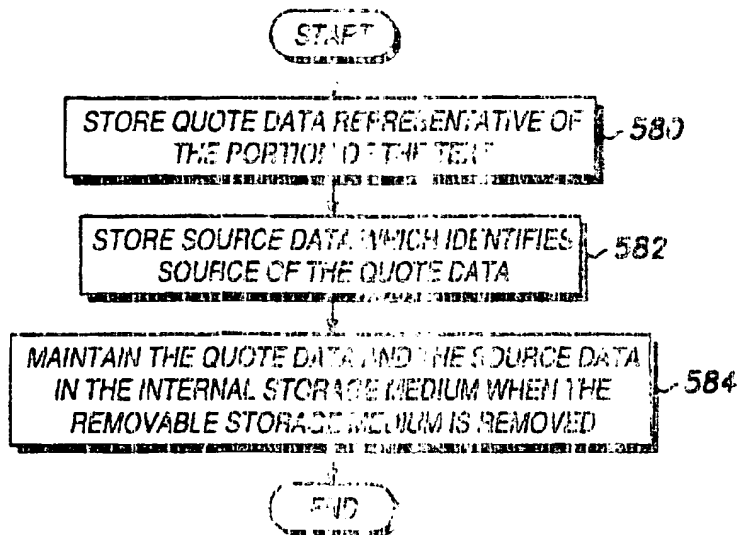 START
STORE QUOTE DATA REPRESENTATIVE OF
THE PORTION OF THE TEXT
580
STORE SOURCE DATA WHICH IDENTIFIES
SOURCE OF THE QUOTE DATA
582
MAINTAIN THE QUOTE DATA AND THE SOURCE DATA
IN THE INTERNAL STORAGE MEDIUM WHEN THE
REMOVABLE STORAGE MEDIUM IS REMOVED
584
END